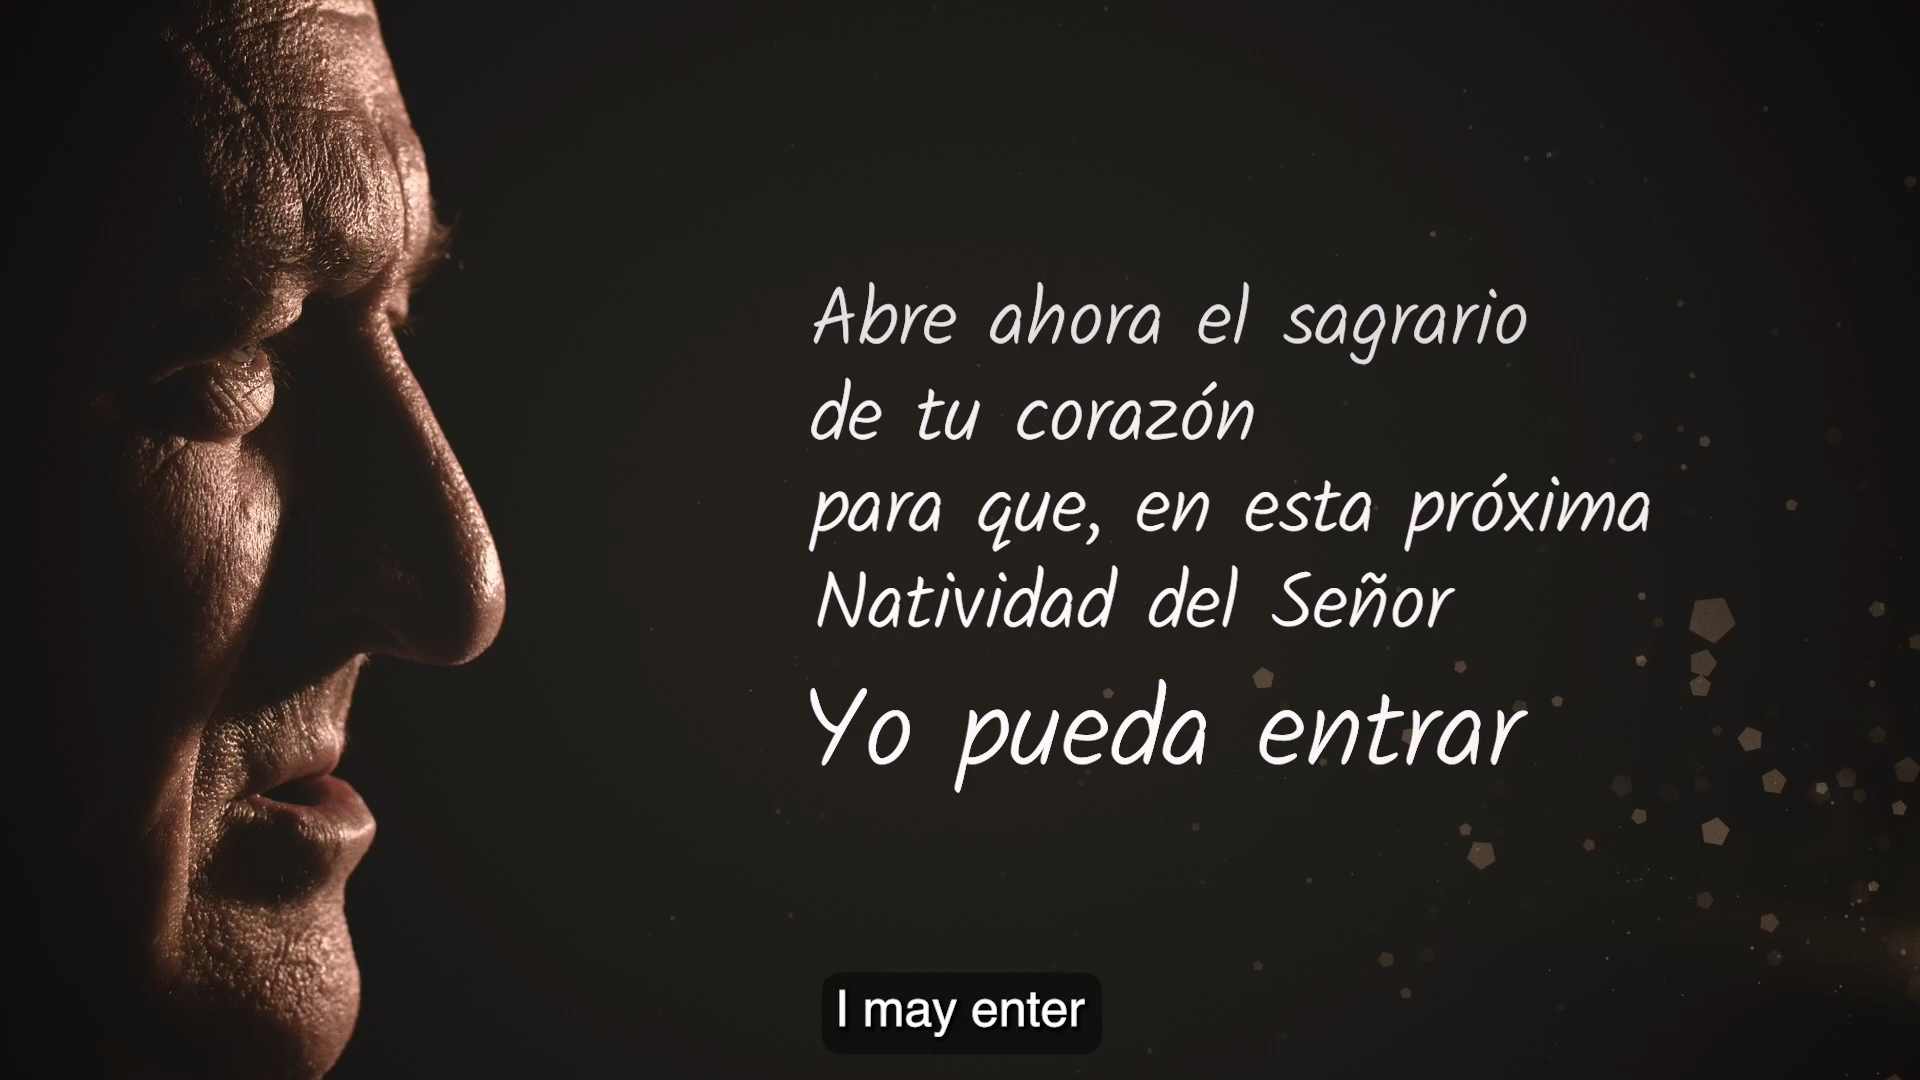 Abre ahora el sagrario
de tu corazón
para que, en esta próxima
Natividad del Señor
Yo pueda entrar
I may enter